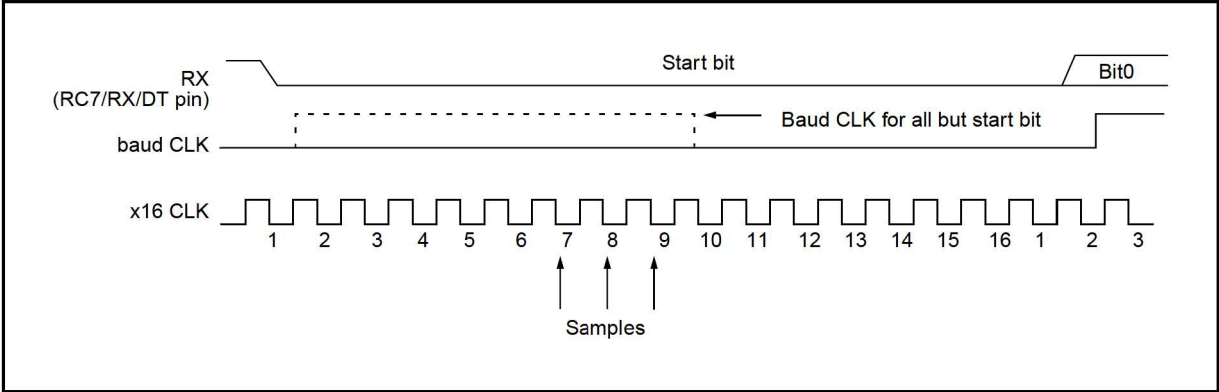 Start bit
RX
(RC7/RX/DT pin)
Bit0
Baud CLK for all but start bit
baud CLK
x16 CLK
1 2 3 4 5 6 7 8 9 10 11 12 13 14 15 16 1 2 3
Samples